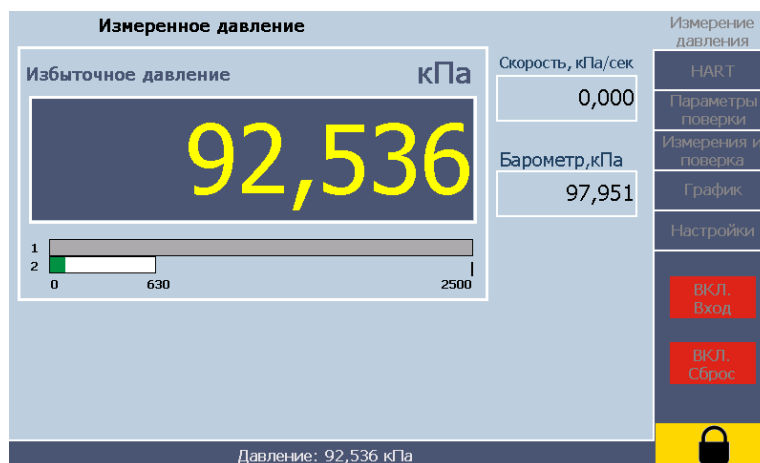 Измеренное давление
Избыточное давление
кПа
92,536
1
2
0 630 2500
Скорость, кПа/сек
0,000
Барометр,кПа
97,951
Измерение
давления
HART
Параметры
поверки
Измерения и
поверка
График
Настройки
ВКЛ.
Вход
ВКЛ.
Сброс
Давление: 92,536 кПа